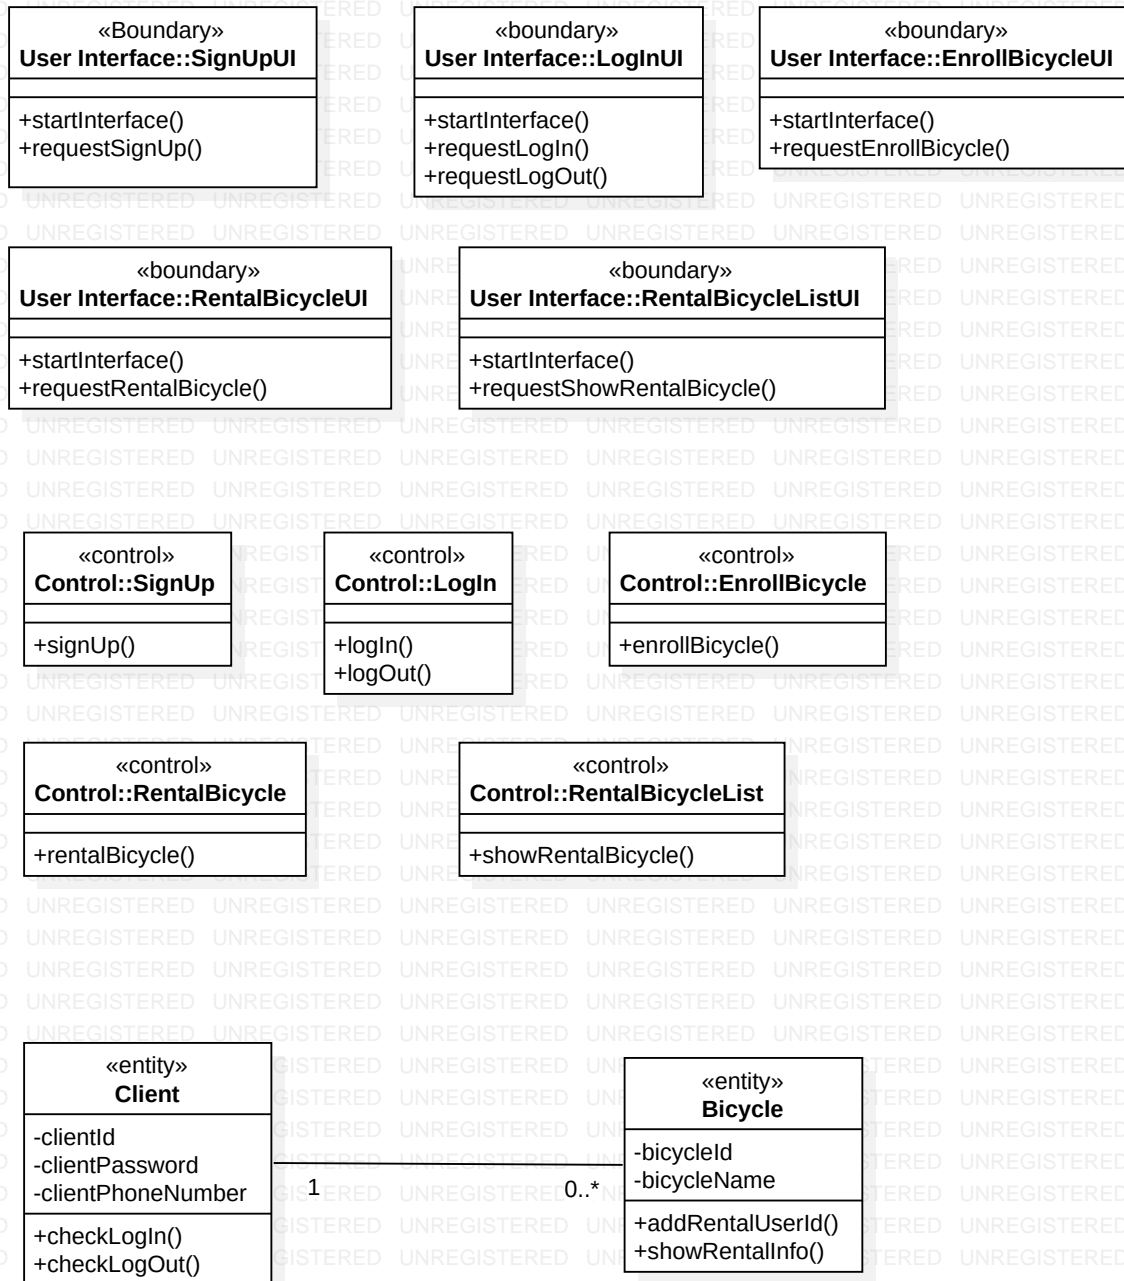 «Boundary»
User Interface::SignUpUI
+startInterface()
+requestSignUp()
«boundary»
User Interface::LogInUI
+startInterface()
+requestLogIn()
+requestLogOut()
«boundary»
User Interface::EnrollBicycleUI
+startInterface()
+requestEnrollBicycle()
«boundary»
User Interface::RentalBicycleUI
+startInterface()
+requestRentalBicycle()
«boundary»
User Interface::RentalBicycleListUI
+startInterface()
+requestShowRentalBicycle()
«control»
Control::SignUp
+signUp()
«control»
Control::LogIn
+logIn()
+logOut()
«control»
Control::EnrollBicycle
+enrollBicycle()
«control»
Control::RentalBicycle
+rentalBicycle()
«control»
Control::RentalBicycleList
+showRentalBicycle()
«entity»
Client
-clientId
-clientPassword
-clientPhoneNumber
+checkLogIn()
+checkLogOut()
1
0..*
«entity»
Bicycle
-bicycleId
-bicycleName
+addRentalUserId()
+showRentalInfo()
UNREGISTERED